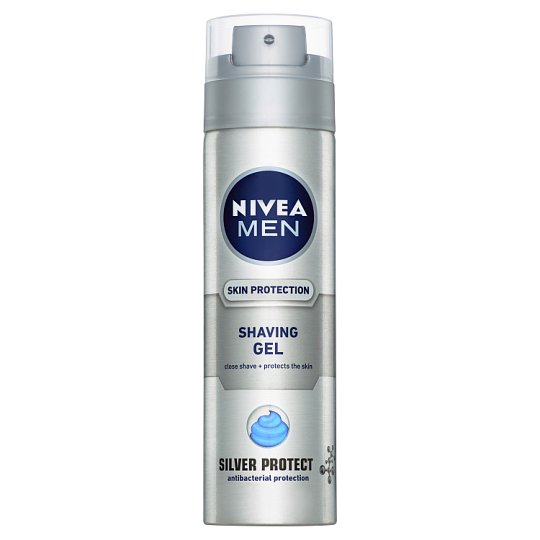 NIVEA
MEN
SKIN PROTECTION
SHAVING
GEL
close shave + protects the skin
SILVER PROTECT
antibacterial protection